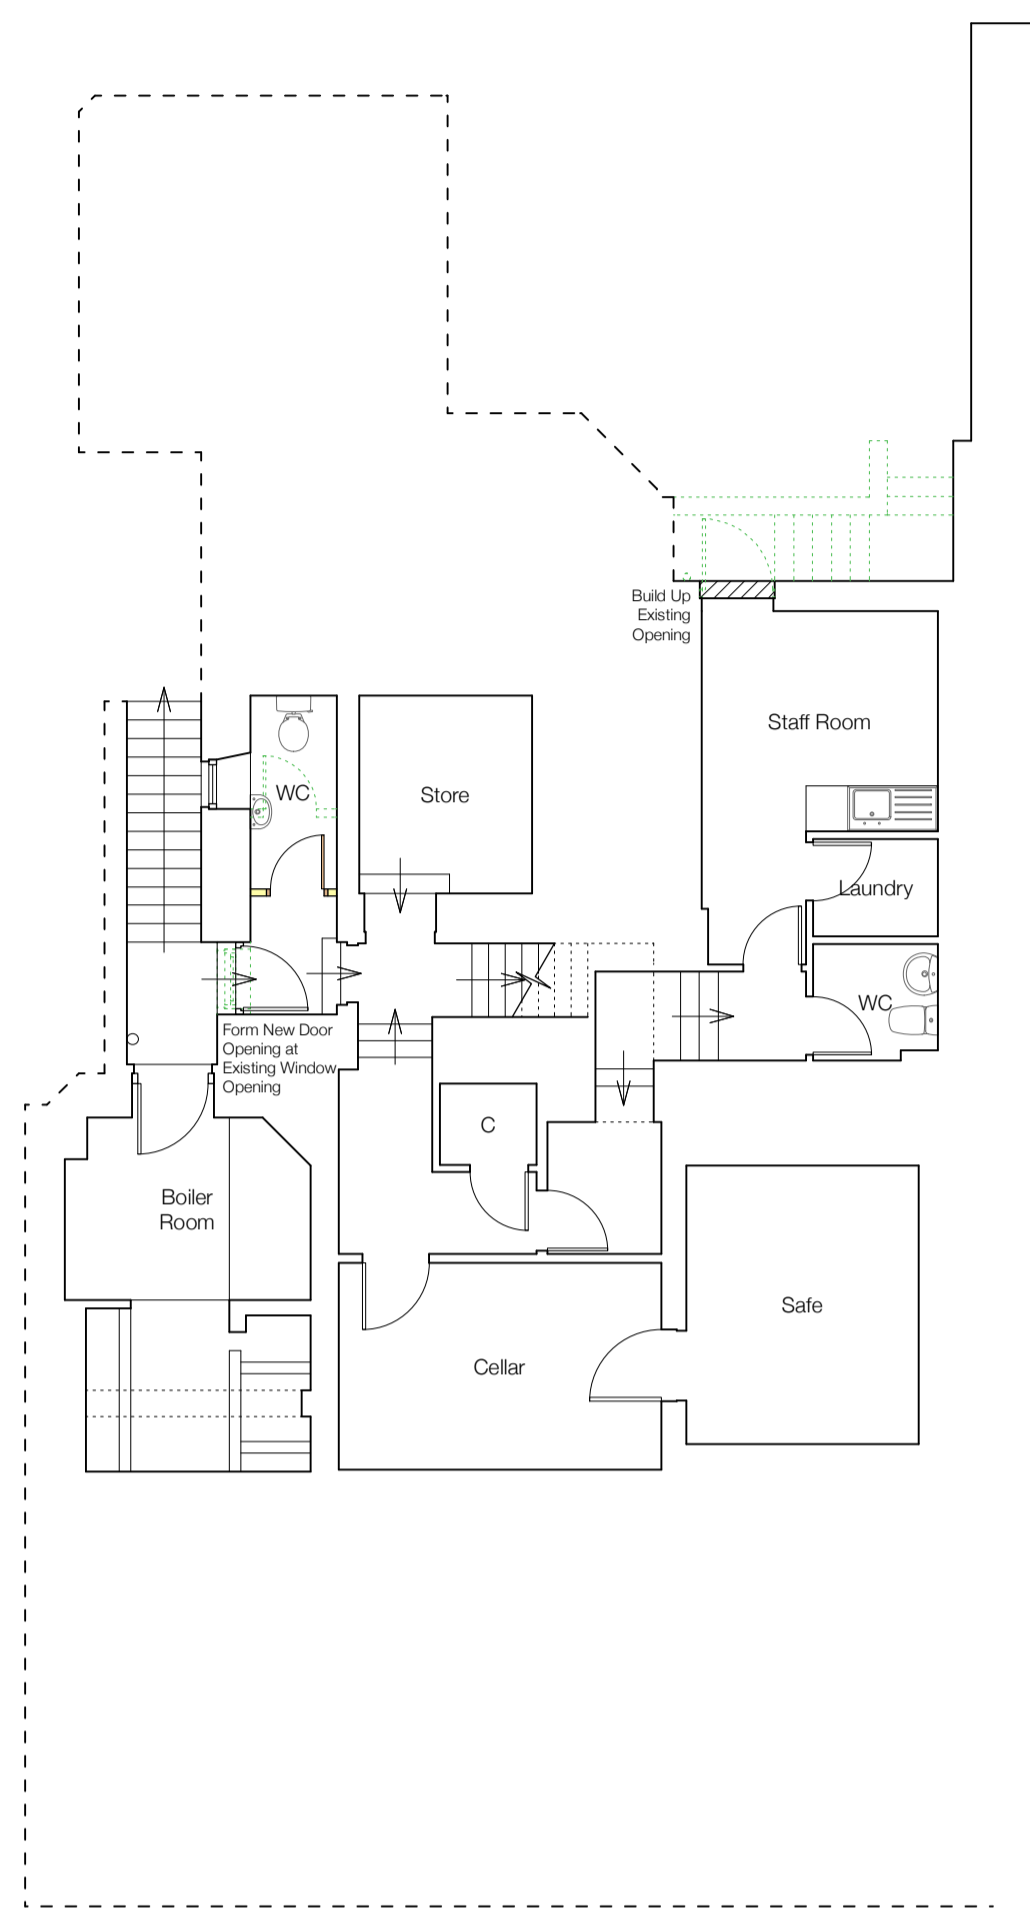 Build Up
Existing
Opening
Staff Room
WC
Store
Laundry
WC
Form New Door
Opening at
Existing Window
Opening
C
Boiler
Room
Safe
Cellar